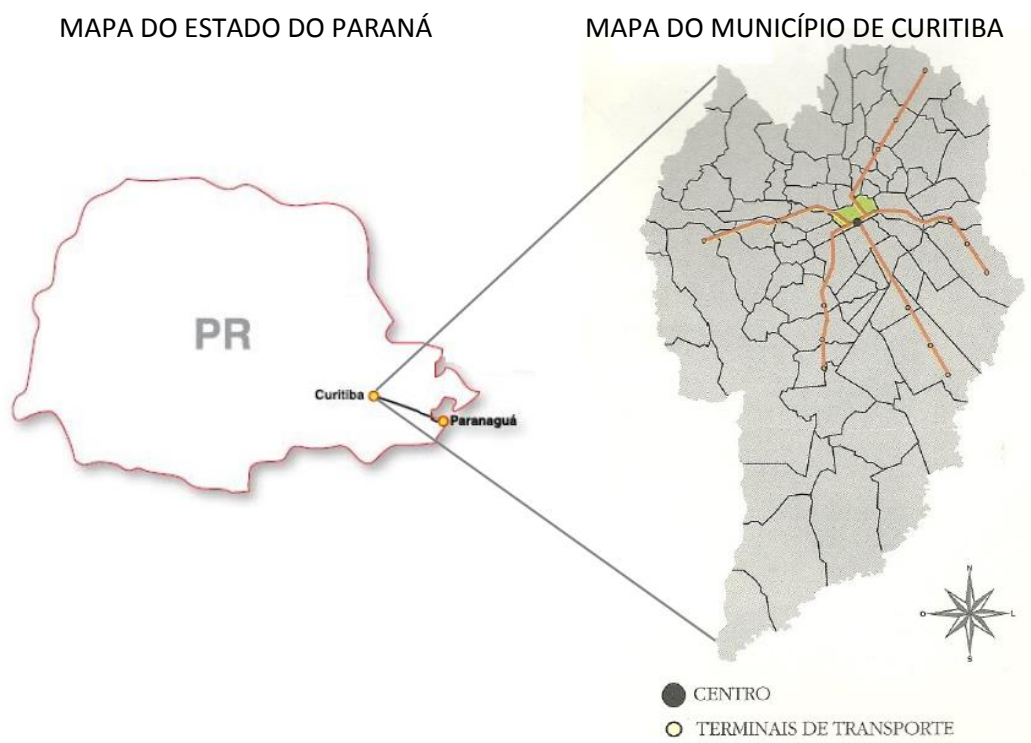 MAPA DO ESTADO DO PARANÁ
MAPA DO MUNICÍPIO DE CURITIBA
PR
Curitiba
Paranaguá
N
O
L
S
CENTRO
TERMINAIS DE TRANSPORTE